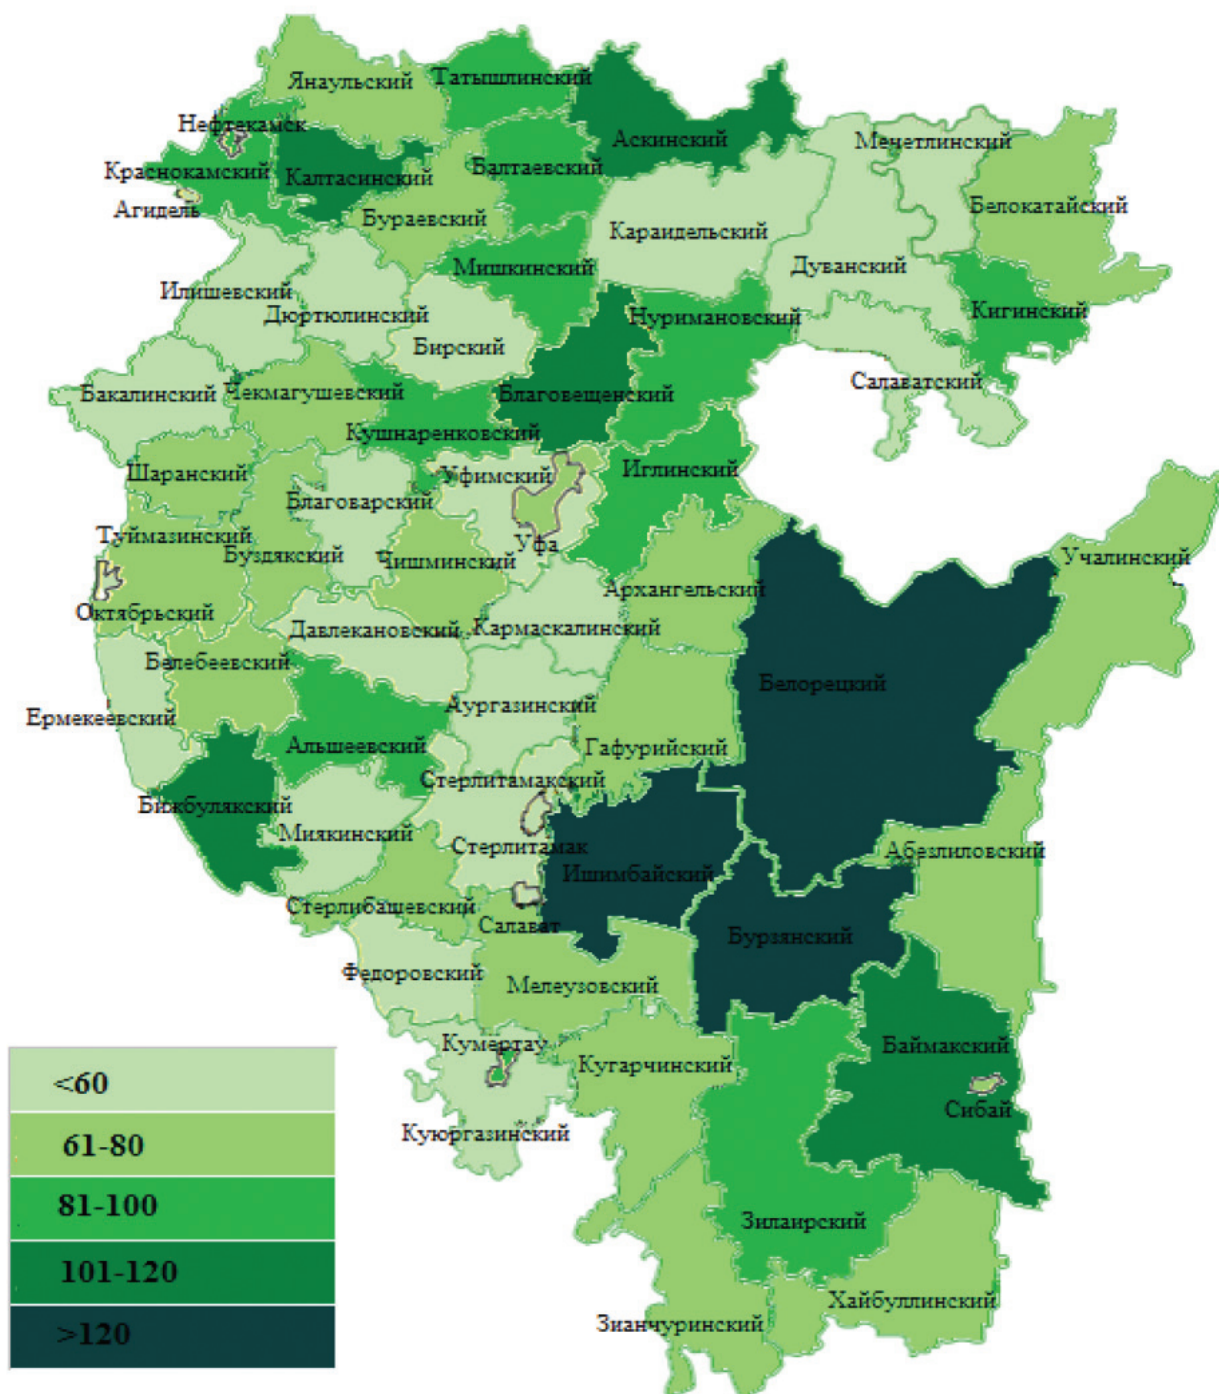 Янаульский
Татышлинский
Нефтекамск
Аскинский
Мечетлинский
Краснокамский
Калтасинский
Балтаевский
Белокатайский
Агидель
Бураевский
Караидельский
Мишкинский
Дуванский
Илишевский
Дюртюлинский
Нуримановский
Кигинский
Бирский
Салаватский
Бакалинский
Чекмагушевский
Благовещенский
Кушнаренковский
Шаранский
Уфимский
Иглинский
Благоварский
Туймазинский
Буздякский
Чишминский
Уфа
Учалинский
Октябрьский
Архангельский
Давлекановский
Кармаскалинский
Белебеевский
Белорецкий
Ермекеевский
Аургазинский
Альшеевский
Гафурийский
Стерлитамакский
Бижбулякский
Миякинский
Стерлитамак
Абезлиловский
Ишимбайский
Стерлибашевский
Салават
Бурзянский
Федоровский
Мелеузовский
Кумертау
Баймакский
Кугарчинский
Сибай
Куюргазинский
Зилаирский
Хайбуллинский
Зианчуринский
<60
61-80
81-100
101-120
>120